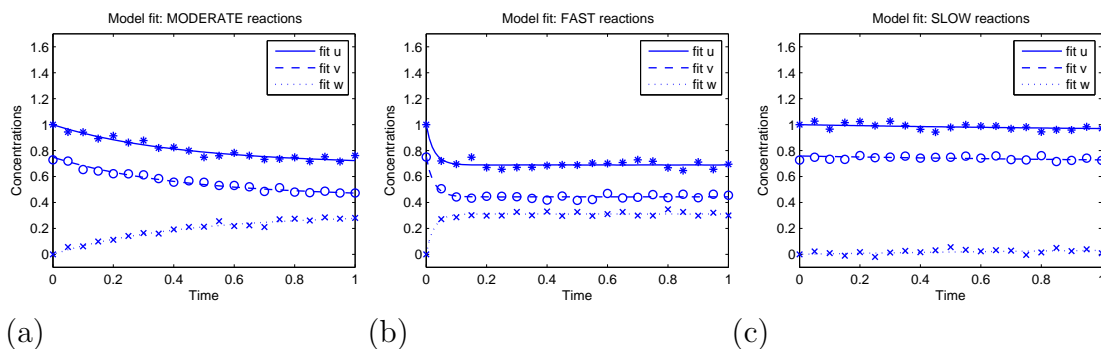 Model fit: MODERATE reactions
1.6
1.4
1.2
1
0.8
0.6
0.4
0.2
0
Concentrations
fit u
fit v
fit w
0 0.2 0.4 0.6 0.8 1
Time
(a)
Model fit: FAST reactions
1.6
1.4
1.2
1
0.8
0.6
0.4
0.2
0
Concentrations
fit u
fit v
fit w
0 0.2 0.4 0.6 0.8 1
Time
(b)
Model fit: SLOW reactions
1.6
1.4
1.2
1
0.8
0.6
0.4
0.2
0
Concentrations
fit u
fit v
fit w
0 0.2 0.4 0.6 0.8 1
Time
(c)